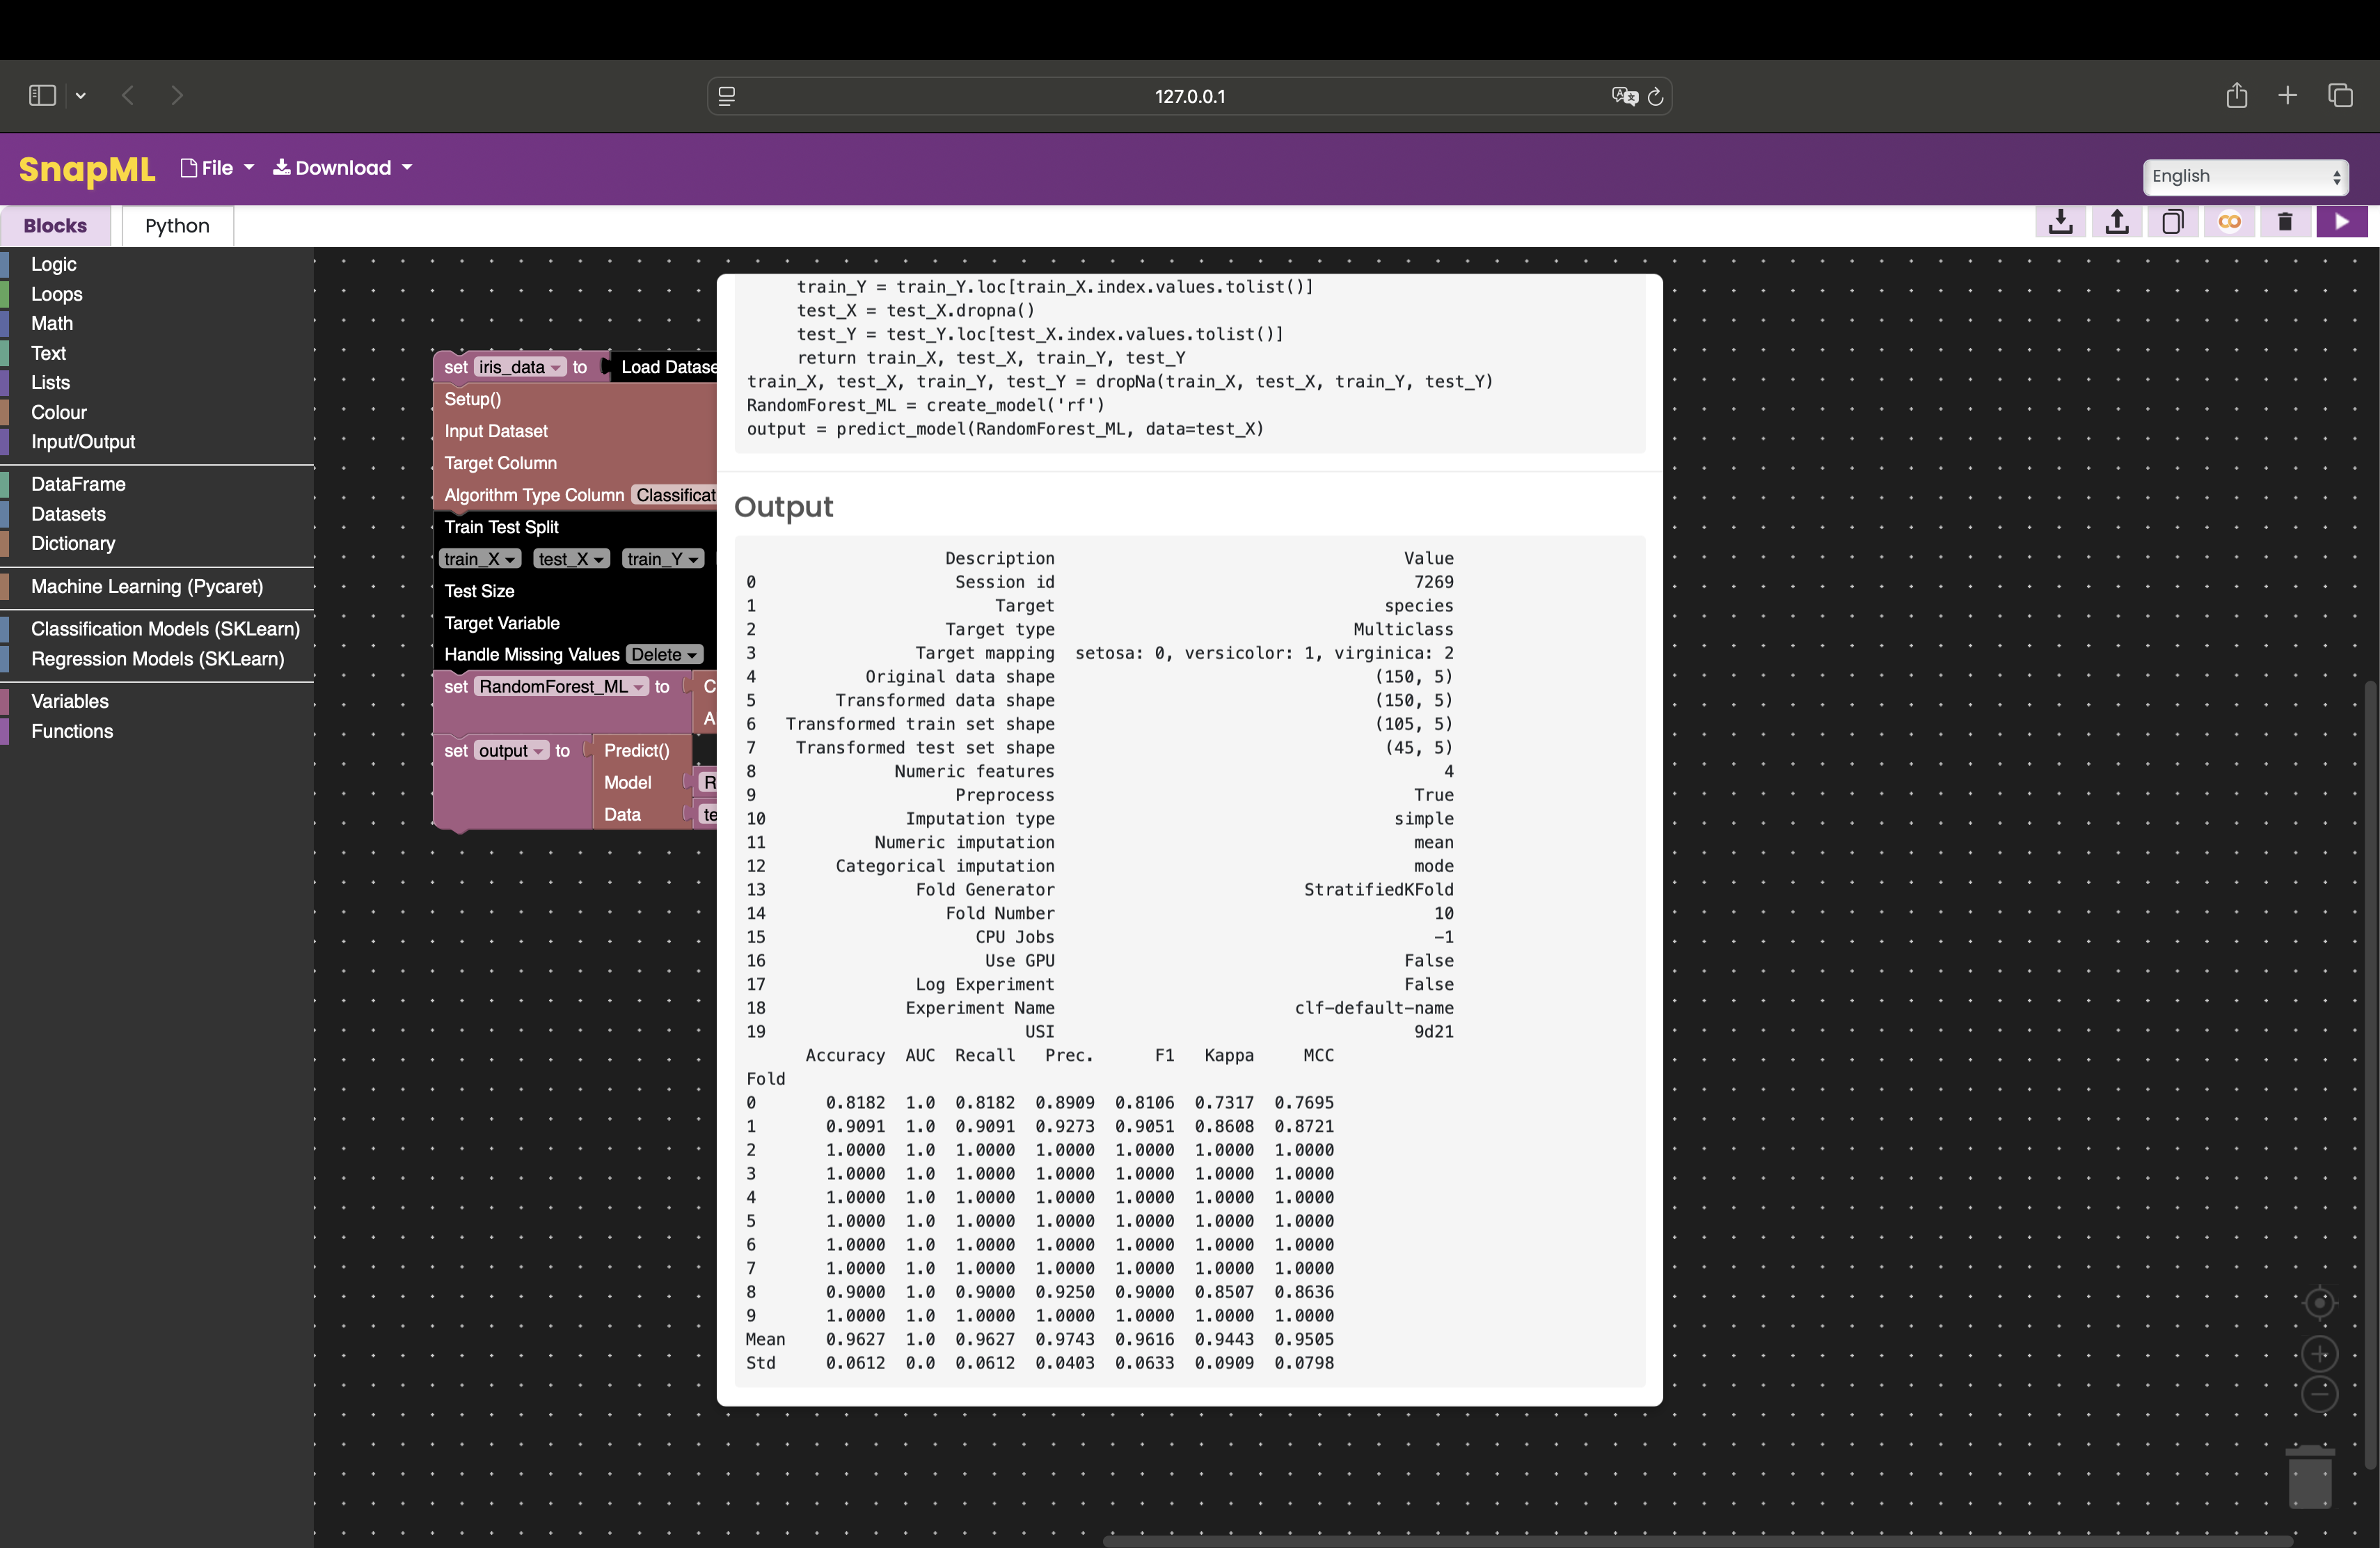 127.0.0.1
SnapML File Download English
Blocks Python
Logic
Loops
Math
Text
Lists
Colour
Input/Output
DataFrame
Datasets
Dictionary
Machine Learning (Pycaret)
Classification Models (SKLearn)
Regression Models (SKLearn)
Variables
Functions
set iris_data to Load Datase
Setup()
Input Dataset
Target Column
Algorithm Type Column Classificat
Train Test Split
train_X test_X train_Y
Test Size
Target Variable
Handle Missing Values Delete
set RandomForest_ML to C
A
set output to Predict()
Model R
Data te
train_Y = train_Y.loc[train_X.index.values.tolist()]
test_X = test_X.dropna()
test_Y = test_Y.loc[test_X.index.values.tolist()]
return train_X, test_X, train_Y, test_Y
train_X, test_X, train_Y, test_Y = dropNa(train_X, test_X, train_Y, test_Y)
RandomForest_ML = create_model('rf')
output = predict_model(RandomForest_ML, data=test_X)
Output
Description Value
0 Session id 7269
1 Target species
2 Target type Multiclass
3 Target mapping setosa: 0, versicolor: 1, virginica: 2
4 Original data shape (150, 5)
5 Transformed data shape (150, 5)
6 Transformed train set shape (105, 5)
7 Transformed test set shape (45, 5)
8 Numeric features 4
9 Preprocess True
10 Imputation type simple
11 Numeric imputation mean
12 Categorical imputation mode
13 Fold Generator StratifiedKFold
14 Fold Number 10
15 CPU Jobs -1
16 Use GPU False
17 Log Experiment False
18 Experiment Name clf-default-name
19 USI 9d21
Accuracy AUC Recall Prec. F1 Kappa MCC
Fold
0 0.8182 1.0 0.8182 0.8909 0.8106 0.7317 0.7695
1 0.9091 1.0 0.9091 0.9273 0.9051 0.8608 0.8721
2 1.0000 1.0 1.0000 1.0000 1.0000 1.0000 1.0000
3 1.0000 1.0 1.0000 1.0000 1.0000 1.0000 1.0000
4 1.0000 1.0 1.0000 1.0000 1.0000 1.0000 1.0000
5 1.0000 1.0 1.0000 1.0000 1.0000 1.0000 1.0000
6 1.0000 1.0 1.0000 1.0000 1.0000 1.0000 1.0000
7 1.0000 1.0 1.0000 1.0000 1.0000 1.0000 1.0000
8 0.9000 1.0 0.9000 0.9250 0.9000 0.8507 0.8636
9 1.0000 1.0 1.0000 1.0000 1.0000 1.0000 1.0000
Mean 0.9627 1.0 0.9627 0.9743 0.9616 0.9443 0.9505
Std 0.0612 0.0 0.0612 0.0403 0.0633 0.0909 0.0798